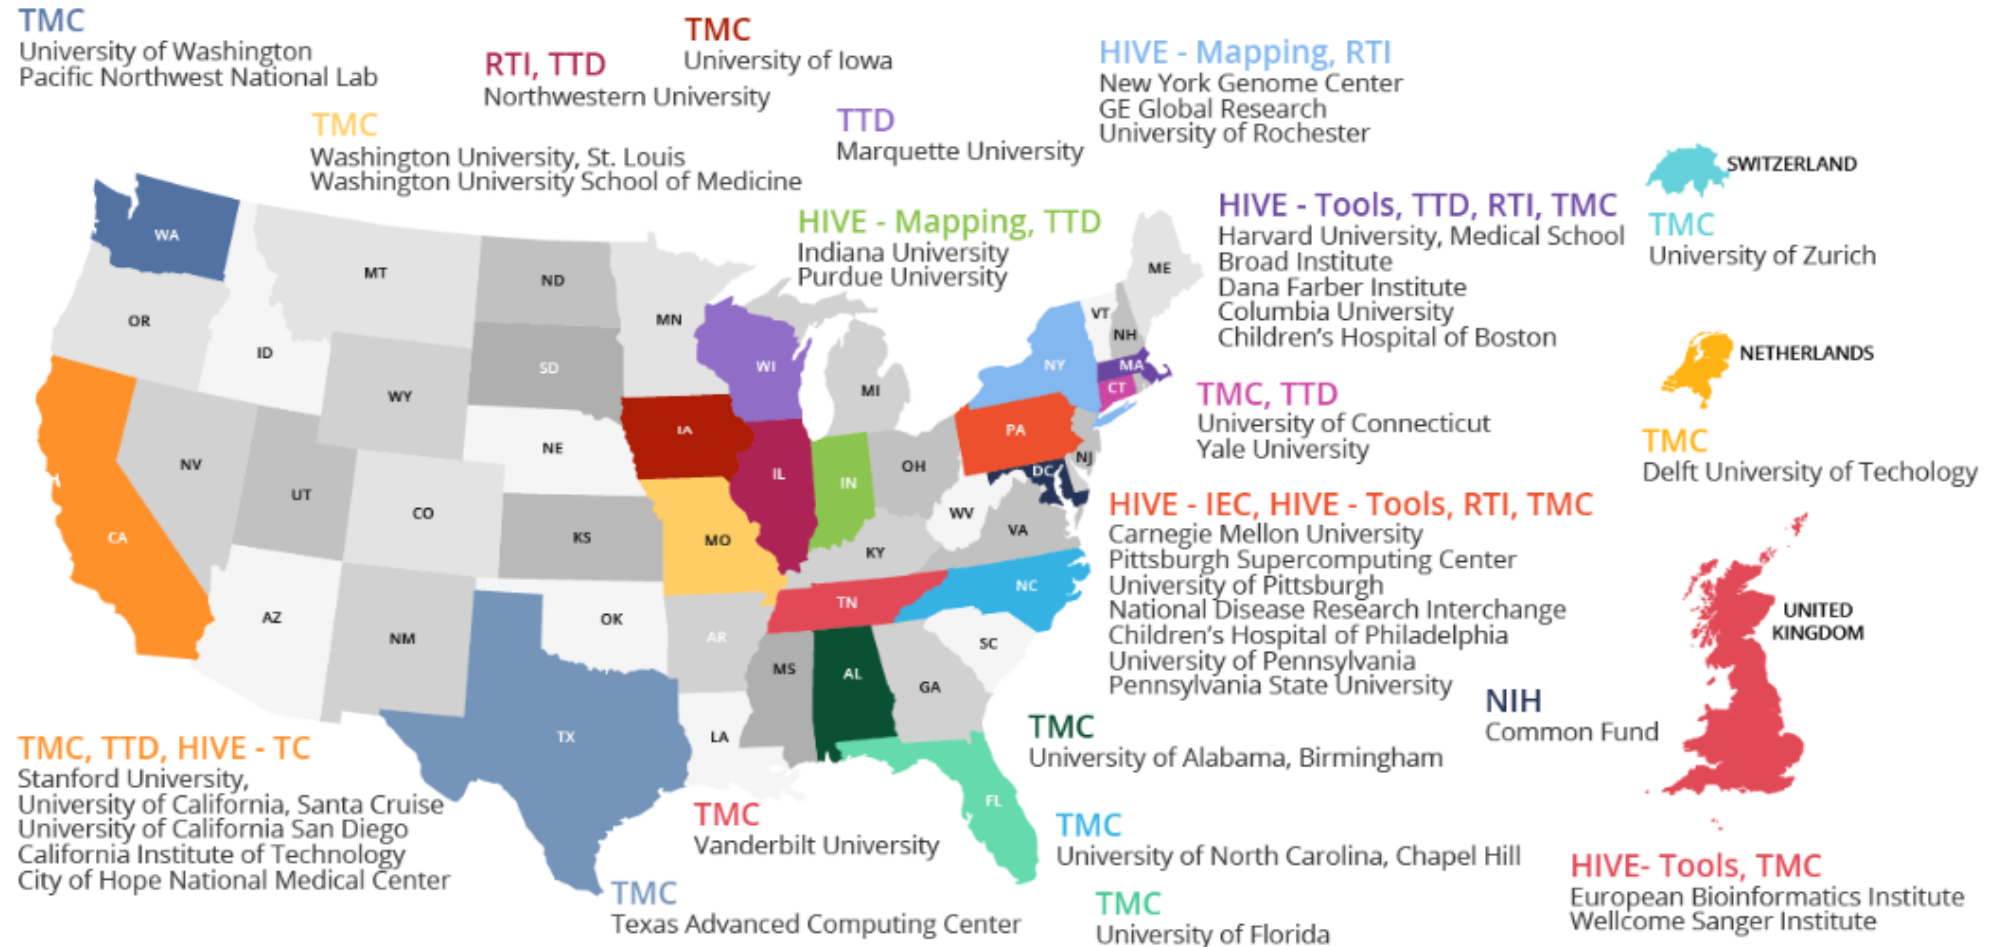 TMC
University of Washington
Pacific Northwest National Lab
RTI, TTD
Northwestern University
TMC
University of Iowa
HIVE - Mapping, RTI
New York Genome Center
GE Global Research
University of Rochester
TMC
Washington University, St. Louis
Washington University School of Medicine
TTD
Marquette University
HIVE - Mapping, TTD
Indiana University
Purdue University
HIVE - Tools, TTD, RTI, TMC
Harvard University, Medical School
Broad Institute
Dana Farber Institute
Columbia University
Children's Hospital of Boston
SWITZERLAND
TMC
University of Zurich
TMC, TTD
University of Connecticut
Yale University
NETHERLANDS
TMC
Delft University of Techology
HIVE - IEC, HIVE - Tools, RTI, TMC
Carnegie Mellon University
Pittsburgh Supercomputing Center
University of Pittsburgh
National Disease Research Interchange
Children's Hospital of Philadelphia
University of Pennsylvania
Pennsylvania State University
UNITED
KINGDOM
NIH
Common Fund
HIVE- Tools, TMC
European Bioinformatics Institute
Wellcome Sanger Institute
TMC
University of Alabama, Birmingham
TMC
University of North Carolina, Chapel Hill
TMC
University of Florida
TMC
Vanderbilt University
TMC
Texas Advanced Computing Center
TMC, TTD, HIVE - TC
Stanford University,
University of California, Santa Cruise
University of California San Diego
California Institute of Technology
City of Hope National Medical Center
WA
MT
ND
MN
ME
OR
ID
SD
WI
VT
NH
WY
MI
NY
MA
CT
NE
IA
PA
NV
UT
CO
IL
IN
OH
NJ
DC
CA
KS
MO
KY
WV
VA
AZ
NM
OK
AR
TN
NC
SC
MS
AL
GA
TX
LA
FL